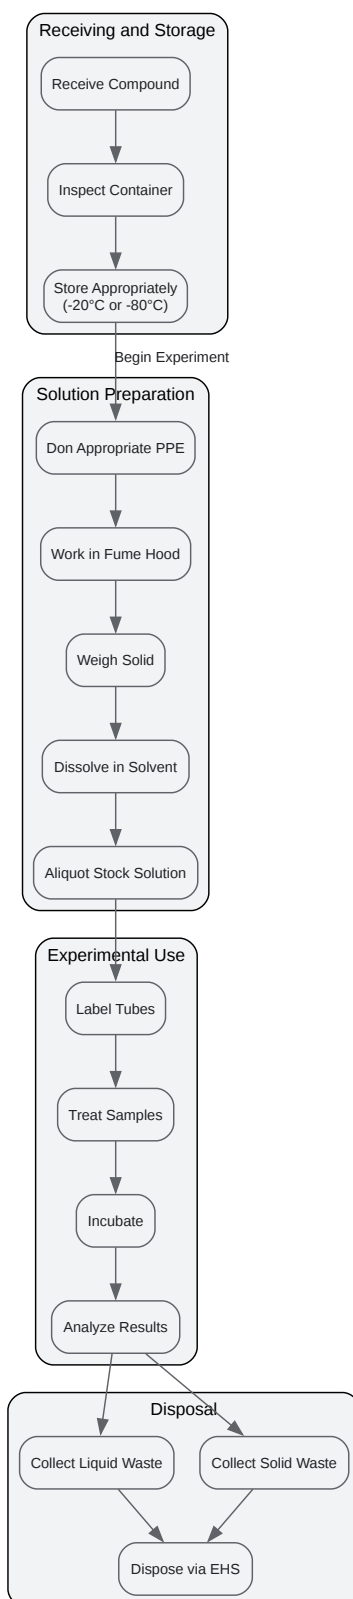 Receiving and Storage
Receive Compound
Inspect Container
Store Appropriately
(-20°C or -80°C)
Begin Experiment
Solution Preparation
Don Appropriate PPE
Work in Fume Hood
Weigh Solid
Dissolve in Solvent
Aliquot Stock Solution
Experimental Use
Label Tubes
Treat Samples
Incubate
Analyze Results
Disposal
Collect Liquid Waste
Collect Solid Waste
Dispose via EHS